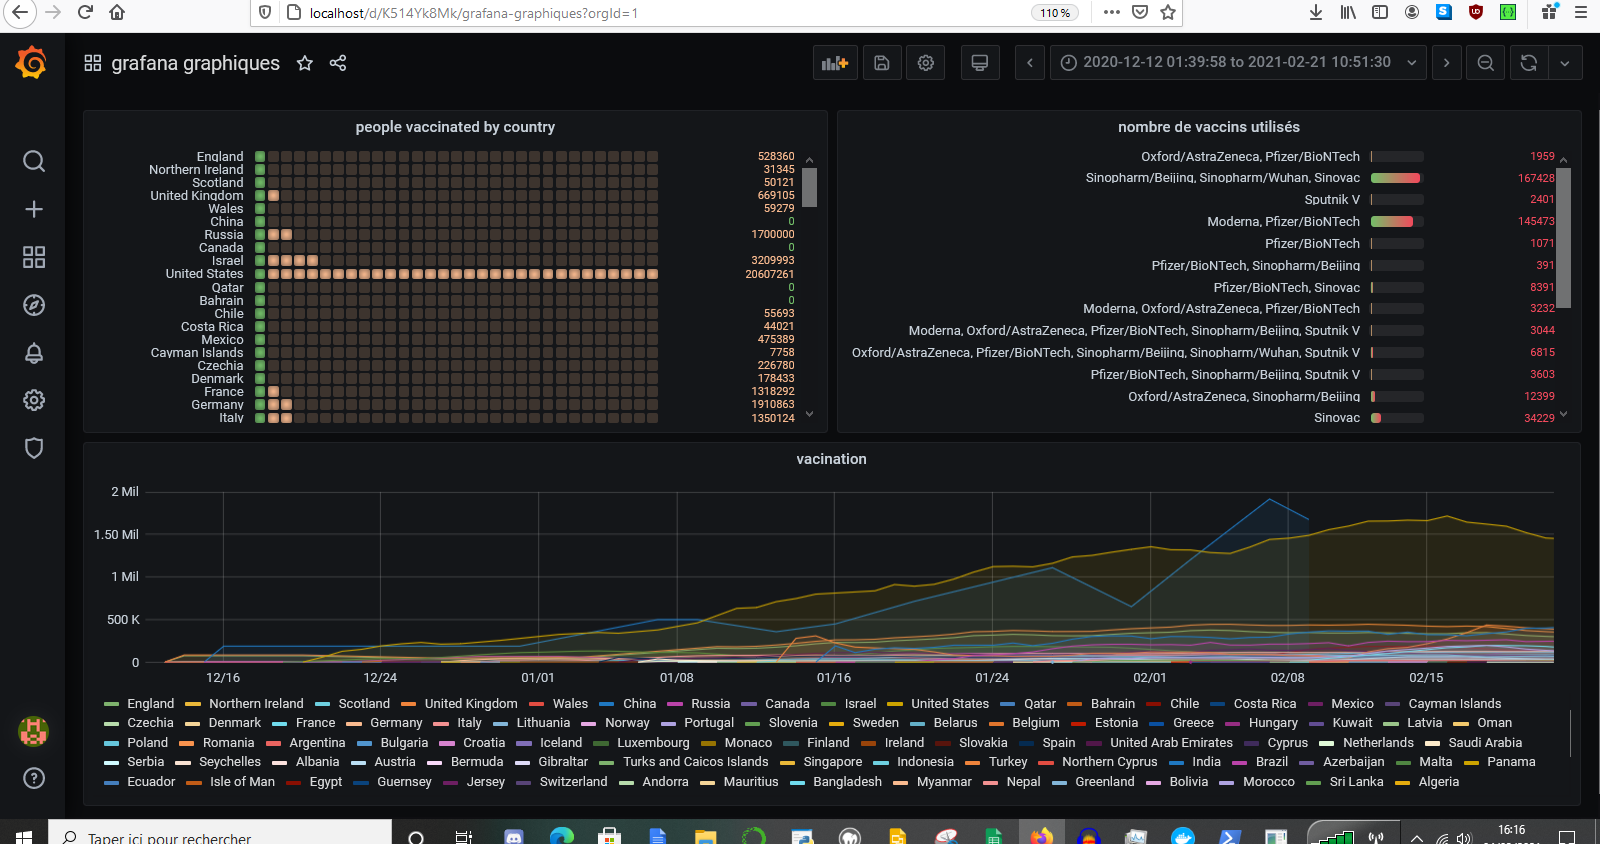 localhost/d/K514Yk8Mk/grafana-graphiques?orgId=1
110 %
grafana graphiques
2020-12-12 01:39:58 to 2021-02-21 10:51:30
people vaccinated by country
England 528360
Northern Ireland 31345
Scotland 50121
United Kingdom 669105
Wales 59279
China 0
Russia 1700000
Canada 0
Israel 3209993
United States 20607261
Qatar 0
Bahrain 0
Chile 55693
Costa Rica 44021
Mexico 475389
Cayman Islands 7758
Czechia 226780
Denmark 178433
France 1318292
Germany 1910863
Italy 1350124
nombre de vaccins utilisés
Oxford/AstraZeneca, Pfizer/BioNTech 1959
Sinopharm/Beijing, Sinopharm/Wuhan, Sinovac 167428
Sputnik V 2401
Moderna, Pfizer/BioNTech 145473
Pfizer/BioNTech 1071
Pfizer/BioNTech, Sinopharm/Beijing 391
Pfizer/BioNTech, Sinovac 8391
Moderna, Oxford/AstraZeneca, Pfizer/BioNTech 3232
Moderna, Oxford/AstraZeneca, Pfizer/BioNTech, Sinopharm/Beijing, Sputnik V 3044
Oxford/AstraZeneca, Pfizer/BioNTech, Sinopharm/Beijing, Sinopharm/Wuhan, Sputnik V 6815
Pfizer/BioNTech, Sinopharm/Beijing, Sputnik V 3603
Oxford/AstraZeneca, Sinopharm/Beijing 12399
Sinovac 34229
vacination
2 Mil
1.50 Mil
1 Mil
500 K
0
12/16 12/24 01/01 01/08 01/16 01/24 02/01 02/08 02/15
England Northern Ireland Scotland United Kingdom Wales China Russia Canada Israel United States Qatar Bahrain Chile Costa Rica Mexico Cayman Islands
Czechia Denmark France Germany Italy Lithuania Norway Portugal Slovenia Sweden Belarus Belgium Estonia Greece Hungary Kuwait Latvia Oman
Poland Romania Argentina Bulgaria Croatia Iceland Luxembourg Monaco Finland Ireland Slovakia Spain United Arab Emirates Cyprus Netherlands Saudi Arabia
Serbia Seychelles Albania Austria Bermuda Gibraltar Turks and Caicos Islands Singapore Indonesia Turkey Northern Cyprus India Brazil Azerbaijan Malta Panama
Ecuador Isle of Man Egypt Guernsey Jersey Switzerland Andorra Mauritius Bangladesh Myanmar Nepal Greenland Bolivia Morocco Sri Lanka Algeria
Taper ici pour rechercher
16:16